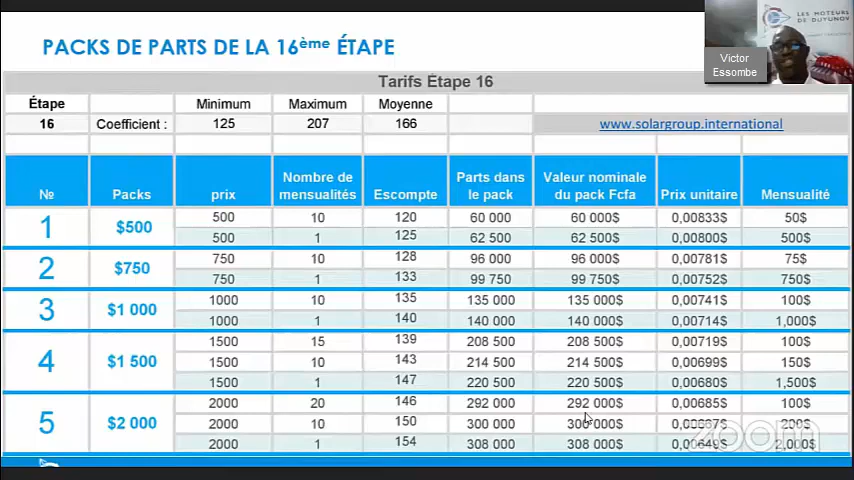 LES MOTEURS
DE DUYUNOV
Victor
Essombe
PACKS DE PARTS DE LA 16ème ÉTAPE
Tarifs Étape 16
Étape Minimum Maximum Moyenne
16 Coefficient : 125 207 166 www.solargroup.international
№ Packs prix Nombre de mensualités Escompte Parts dans le pack Valeur nominale du pack Fcfa Prix unitaire Mensualité
1 $500 500 10 120 60 000 60 000$ 0,00833$ 50$
500 1 125 62 500 62 500$ 0,00800$ 500$
2 $750 750 10 128 96 000 96 000$ 0,00781$ 75$
750 1 133 99 750 99 750$ 0,00752$ 750$
3 $1 000 1000 10 135 135 000 135 000$ 0,00741$ 100$
1000 1 140 140 000 140 000$ 0,00714$ 1,000$
4 $1 500 1500 15 139 208 500 208 500$ 0,00719$ 100$
1500 10 143 214 500 214 500$ 0,00699$ 150$
1500 1 147 220 500 220 500$ 0,00680$ 1,500$
5 $2 000 2000 20 146 292 000 292 000$ 0,00685$ 100$
2000 10 150 300 000 300 000$ 0,00667$ 200$
2000 1 154 308 000 308 000$ 0,00649$ 2,000$
zoom